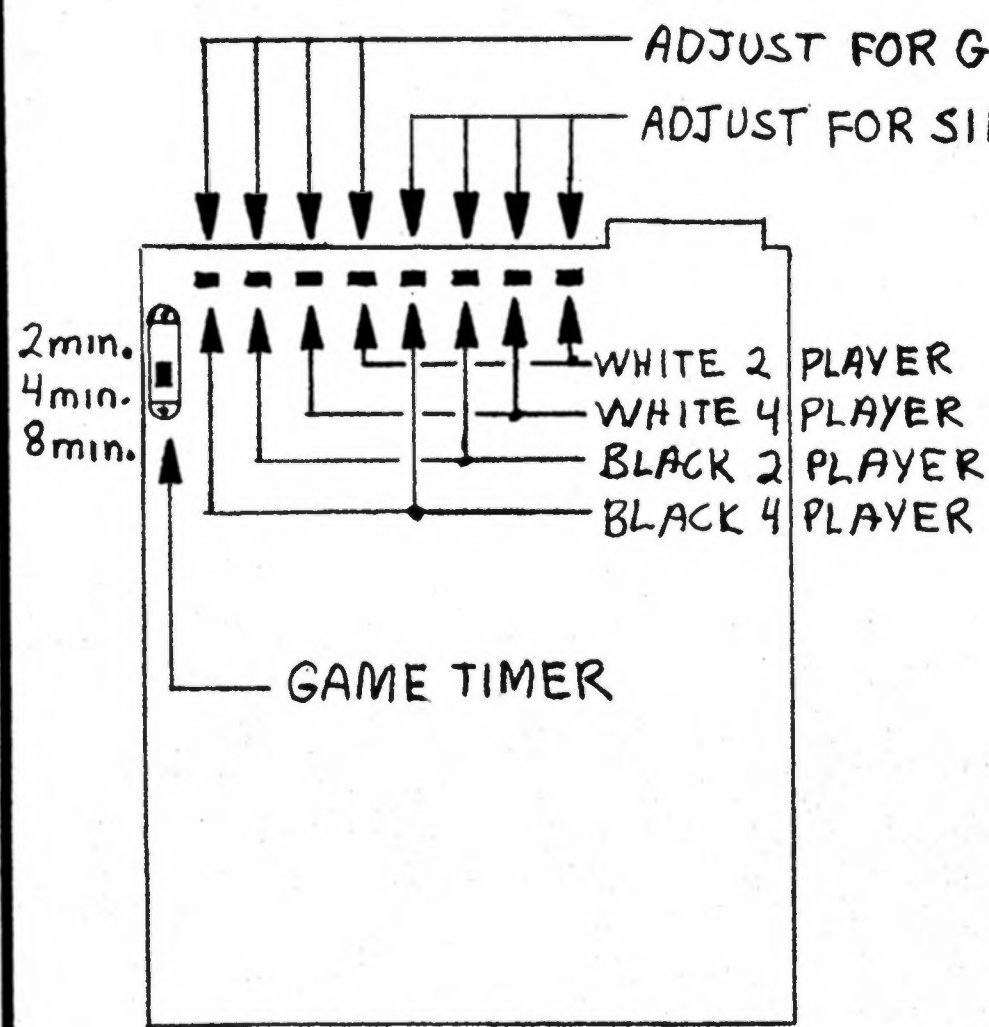 ADJUST FOR
ADJUST FOR
2min.
4min.
8min.
WHITE 2 PLAYER
WHITE 4 PLAYER
BLACK 2 PLAYER
BLACK 4 PLAYER
GAME TIMER